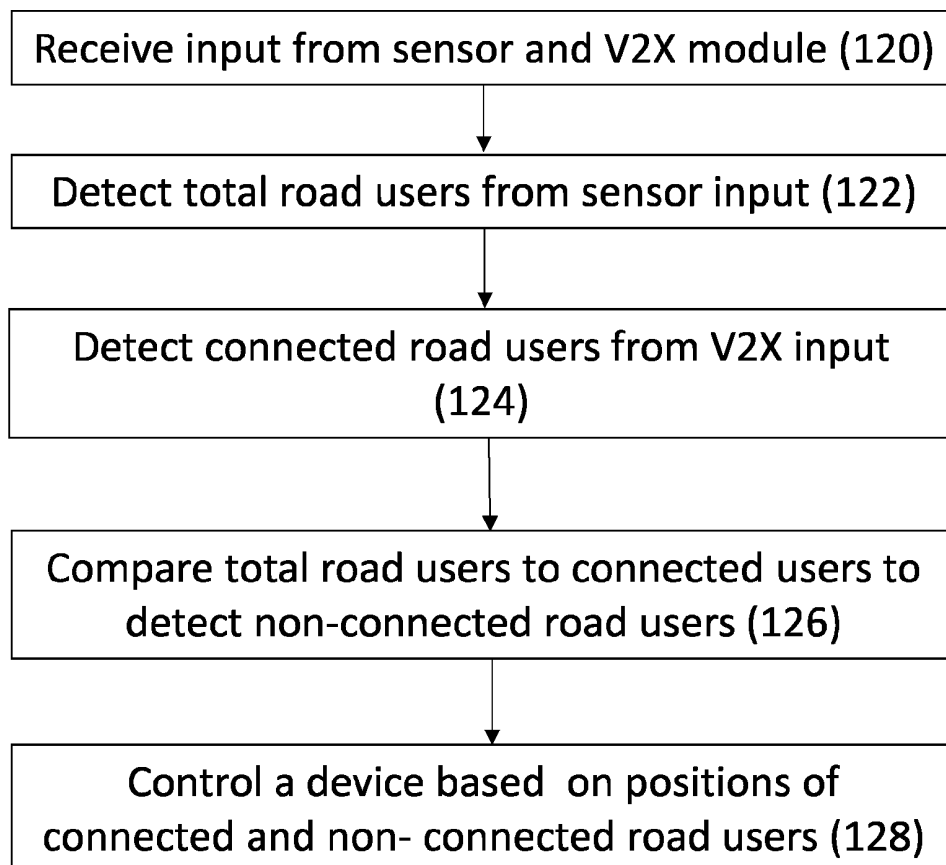 Receive input from sensor and V2X module (120)
Detect total road users from sensor input (122)
Detect connected road users from V2X input
(124)
Compare total road users to connected users to
detect non-connected road users (126)
Control a device based  on positions of
connected and non- connected road users (128)